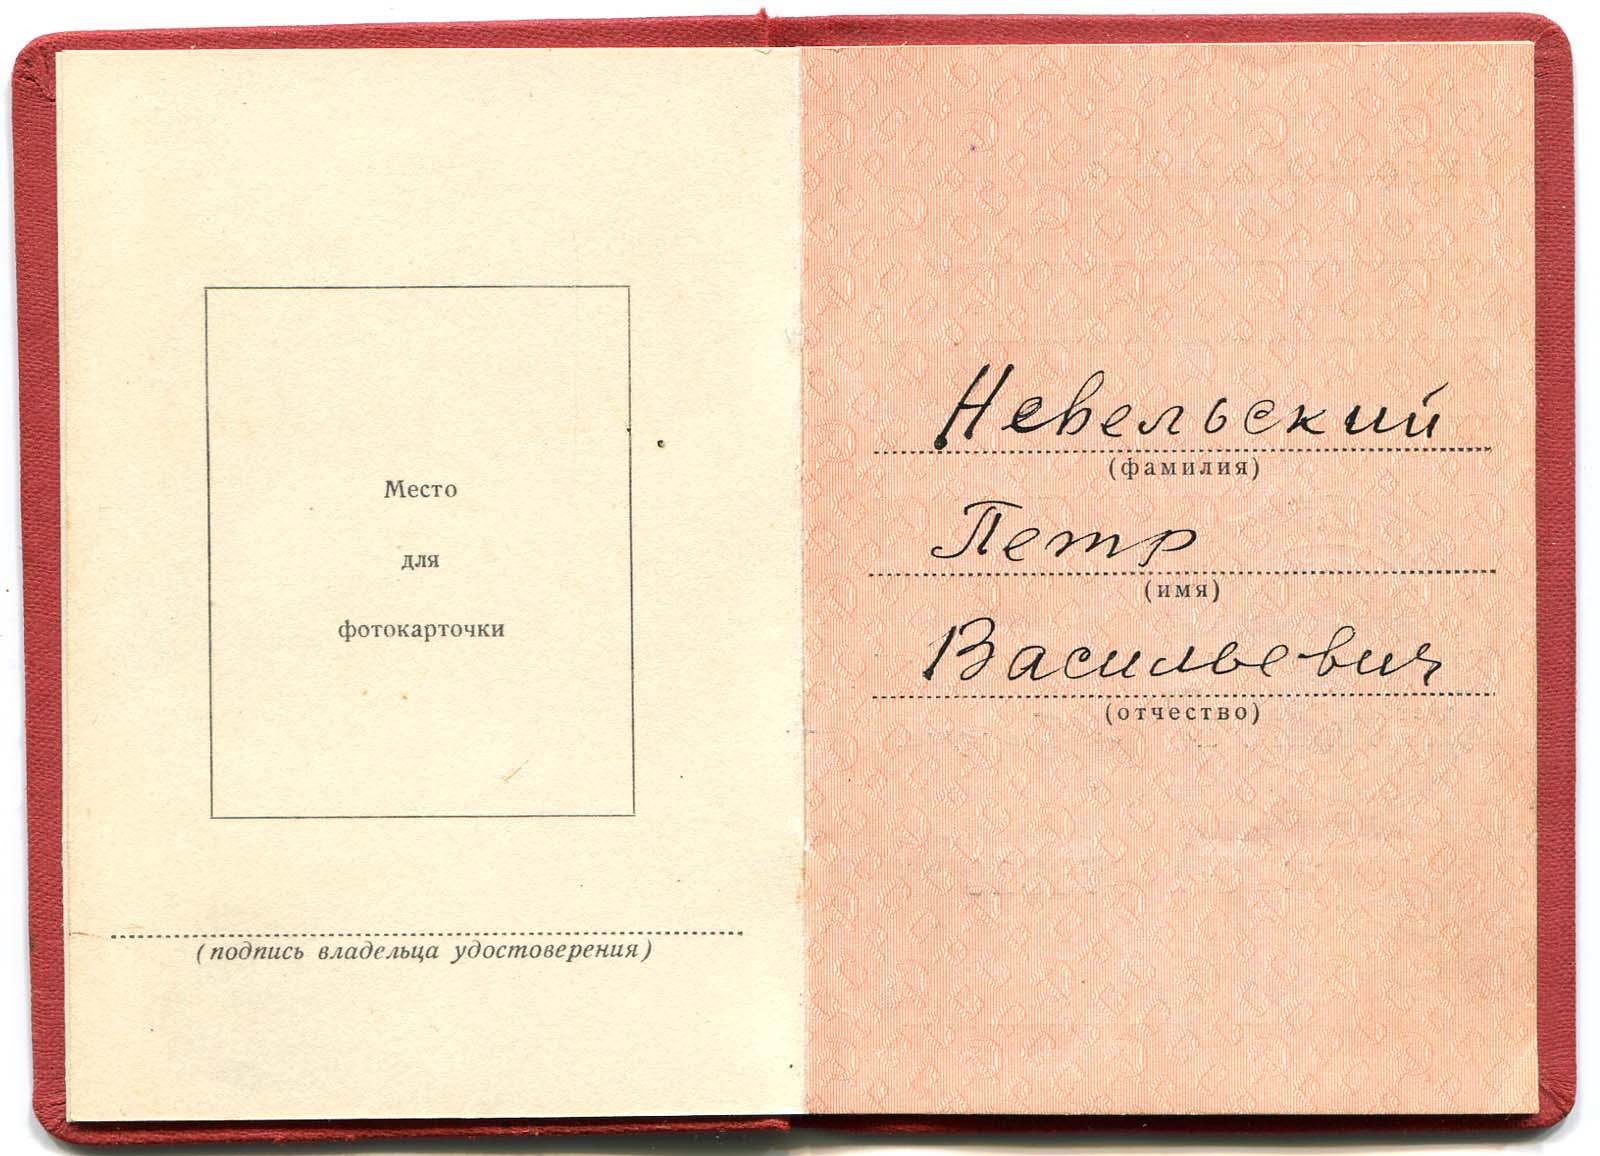 Место
для
фотокарточки
(подпись владельца удостоверения)
Невельский
(фамилия)
Петр
(имя)
Васильевич
(отчество)